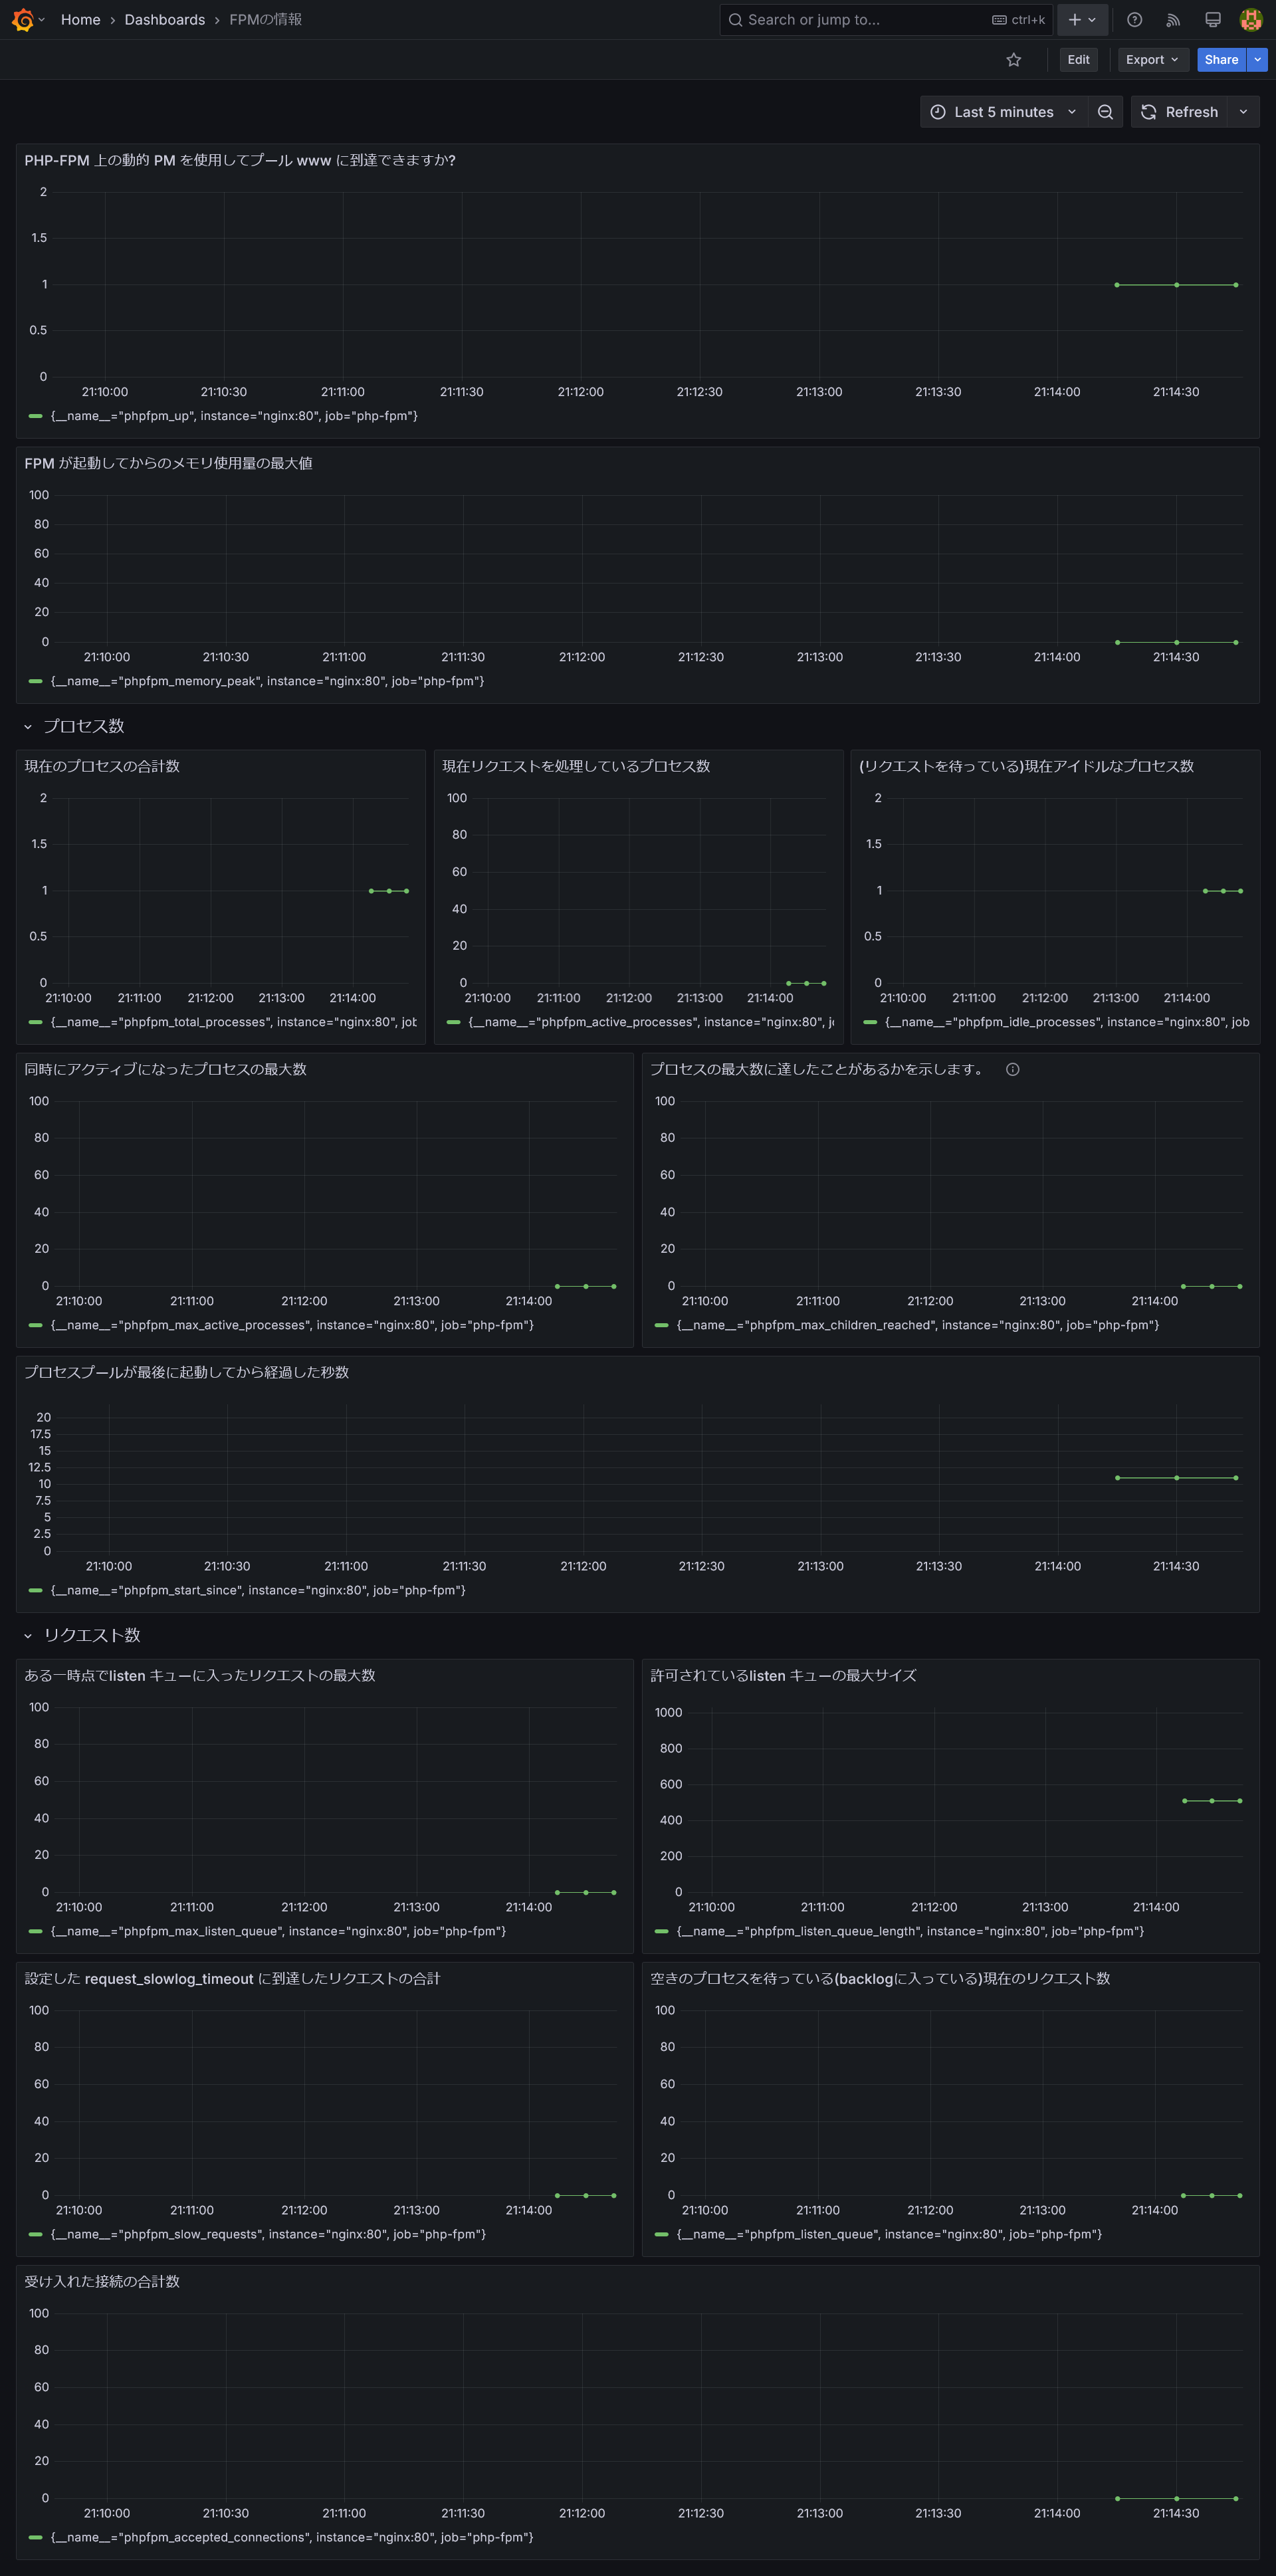 Home › Dashboards › FPMの情報
Search or jump to...
ctrl+k
Edit
Export
Share
Last 5 minutes
Refresh
PHP-FPM 上の動的 PM を使用してプール www に到達できますか?
2
1.5
1
0.5
0
21:10:00 21:10:30 21:11:00 21:11:30 21:12:00 21:12:30 21:13:00 21:13:30 21:14:00 21:14:30
{__name__="phpfpm_up", instance="nginx:80", job="php-fpm"}
FPM が起動してからのメモリ使用量の最大値
100
80
60
40
20
0
21:10:00 21:10:30 21:11:00 21:11:30 21:12:00 21:12:30 21:13:00 21:13:30 21:14:00 21:14:30
{__name__="phpfpm_memory_peak", instance="nginx:80", job="php-fpm"}
プロセス数
現在のプロセスの合計数
2
1.5
1
0.5
0
21:10:00 21:11:00 21:12:00 21:13:00 21:14:00
{__name__="phpfpm_total_processes", instance="nginx:80", job
現在リクエストを処理しているプロセス数
100
80
60
40
20
0
21:10:00 21:11:00 21:12:00 21:13:00 21:14:00
{__name__="phpfpm_active_processes", instance="nginx:80", j
(リクエストを待っている)現在アイドルなプロセス数
2
1.5
1
0.5
0
21:10:00 21:11:00 21:12:00 21:13:00 21:14:00
{__name__="phpfpm_idle_processes", instance="nginx:80", job
同時にアクティブになったプロセスの最大数
100
80
60
40
20
0
21:10:00 21:11:00 21:12:00 21:13:00 21:14:00
{__name__="phpfpm_max_active_processes", instance="nginx:80", job="php-fpm"}
プロセスの最大数に達したことがあるかを示します。
100
80
60
40
20
0
21:10:00 21:11:00 21:12:00 21:13:00 21:14:00
{__name__="phpfpm_max_children_reached", instance="nginx:80", job="php-fpm"}
プロセスプールが最後に起動してから経過した秒数
20
17.5
15
12.5
10
7.5
5
2.5
0
21:10:00 21:10:30 21:11:00 21:11:30 21:12:00 21:12:30 21:13:00 21:13:30 21:14:00 21:14:30
{__name__="phpfpm_start_since", instance="nginx:80", job="php-fpm"}
リクエスト数
ある一時点でlisten キューに入ったリクエストの最大数
100
80
60
40
20
0
21:10:00 21:11:00 21:12:00 21:13:00 21:14:00
{__name__="phpfpm_max_listen_queue", instance="nginx:80", job="php-fpm"}
許可されているlisten キューの最大サイズ
1000
800
600
400
200
0
21:10:00 21:11:00 21:12:00 21:13:00 21:14:00
{__name__="phpfpm_listen_queue_length", instance="nginx:80", job="php-fpm"}
設定した request_slowlog_timeout に到達したリクエストの合計
100
80
60
40
20
0
21:10:00 21:11:00 21:12:00 21:13:00 21:14:00
{__name__="phpfpm_slow_requests", instance="nginx:80", job="php-fpm"}
空きのプロセスを待っている(backlogに入っている)現在のリクエスト数
100
80
60
40
20
0
21:10:00 21:11:00 21:12:00 21:13:00 21:14:00
{__name__="phpfpm_listen_queue", instance="nginx:80", job="php-fpm"}
受け入れた接続の合計数
100
80
60
40
20
0
21:10:00 21:10:30 21:11:00 21:11:30 21:12:00 21:12:30 21:13:00 21:13:30 21:14:00 21:14:30
{__name__="phpfpm_accepted_connections", instance="nginx:80", job="php-fpm"}